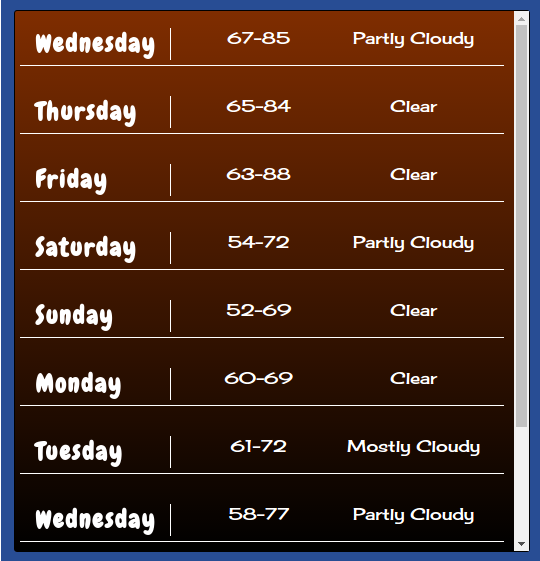 Wednesday 67-85 Partly Cloudy
Thursday 65-84 Clear
Friday 63-88 Clear
Saturday 54-72 Partly Cloudy
Sunday 52-69 Clear
Monday 60-69 Clear
Tuesday 61-72 Mostly Cloudy
Wednesday 58-77 Partly Cloudy